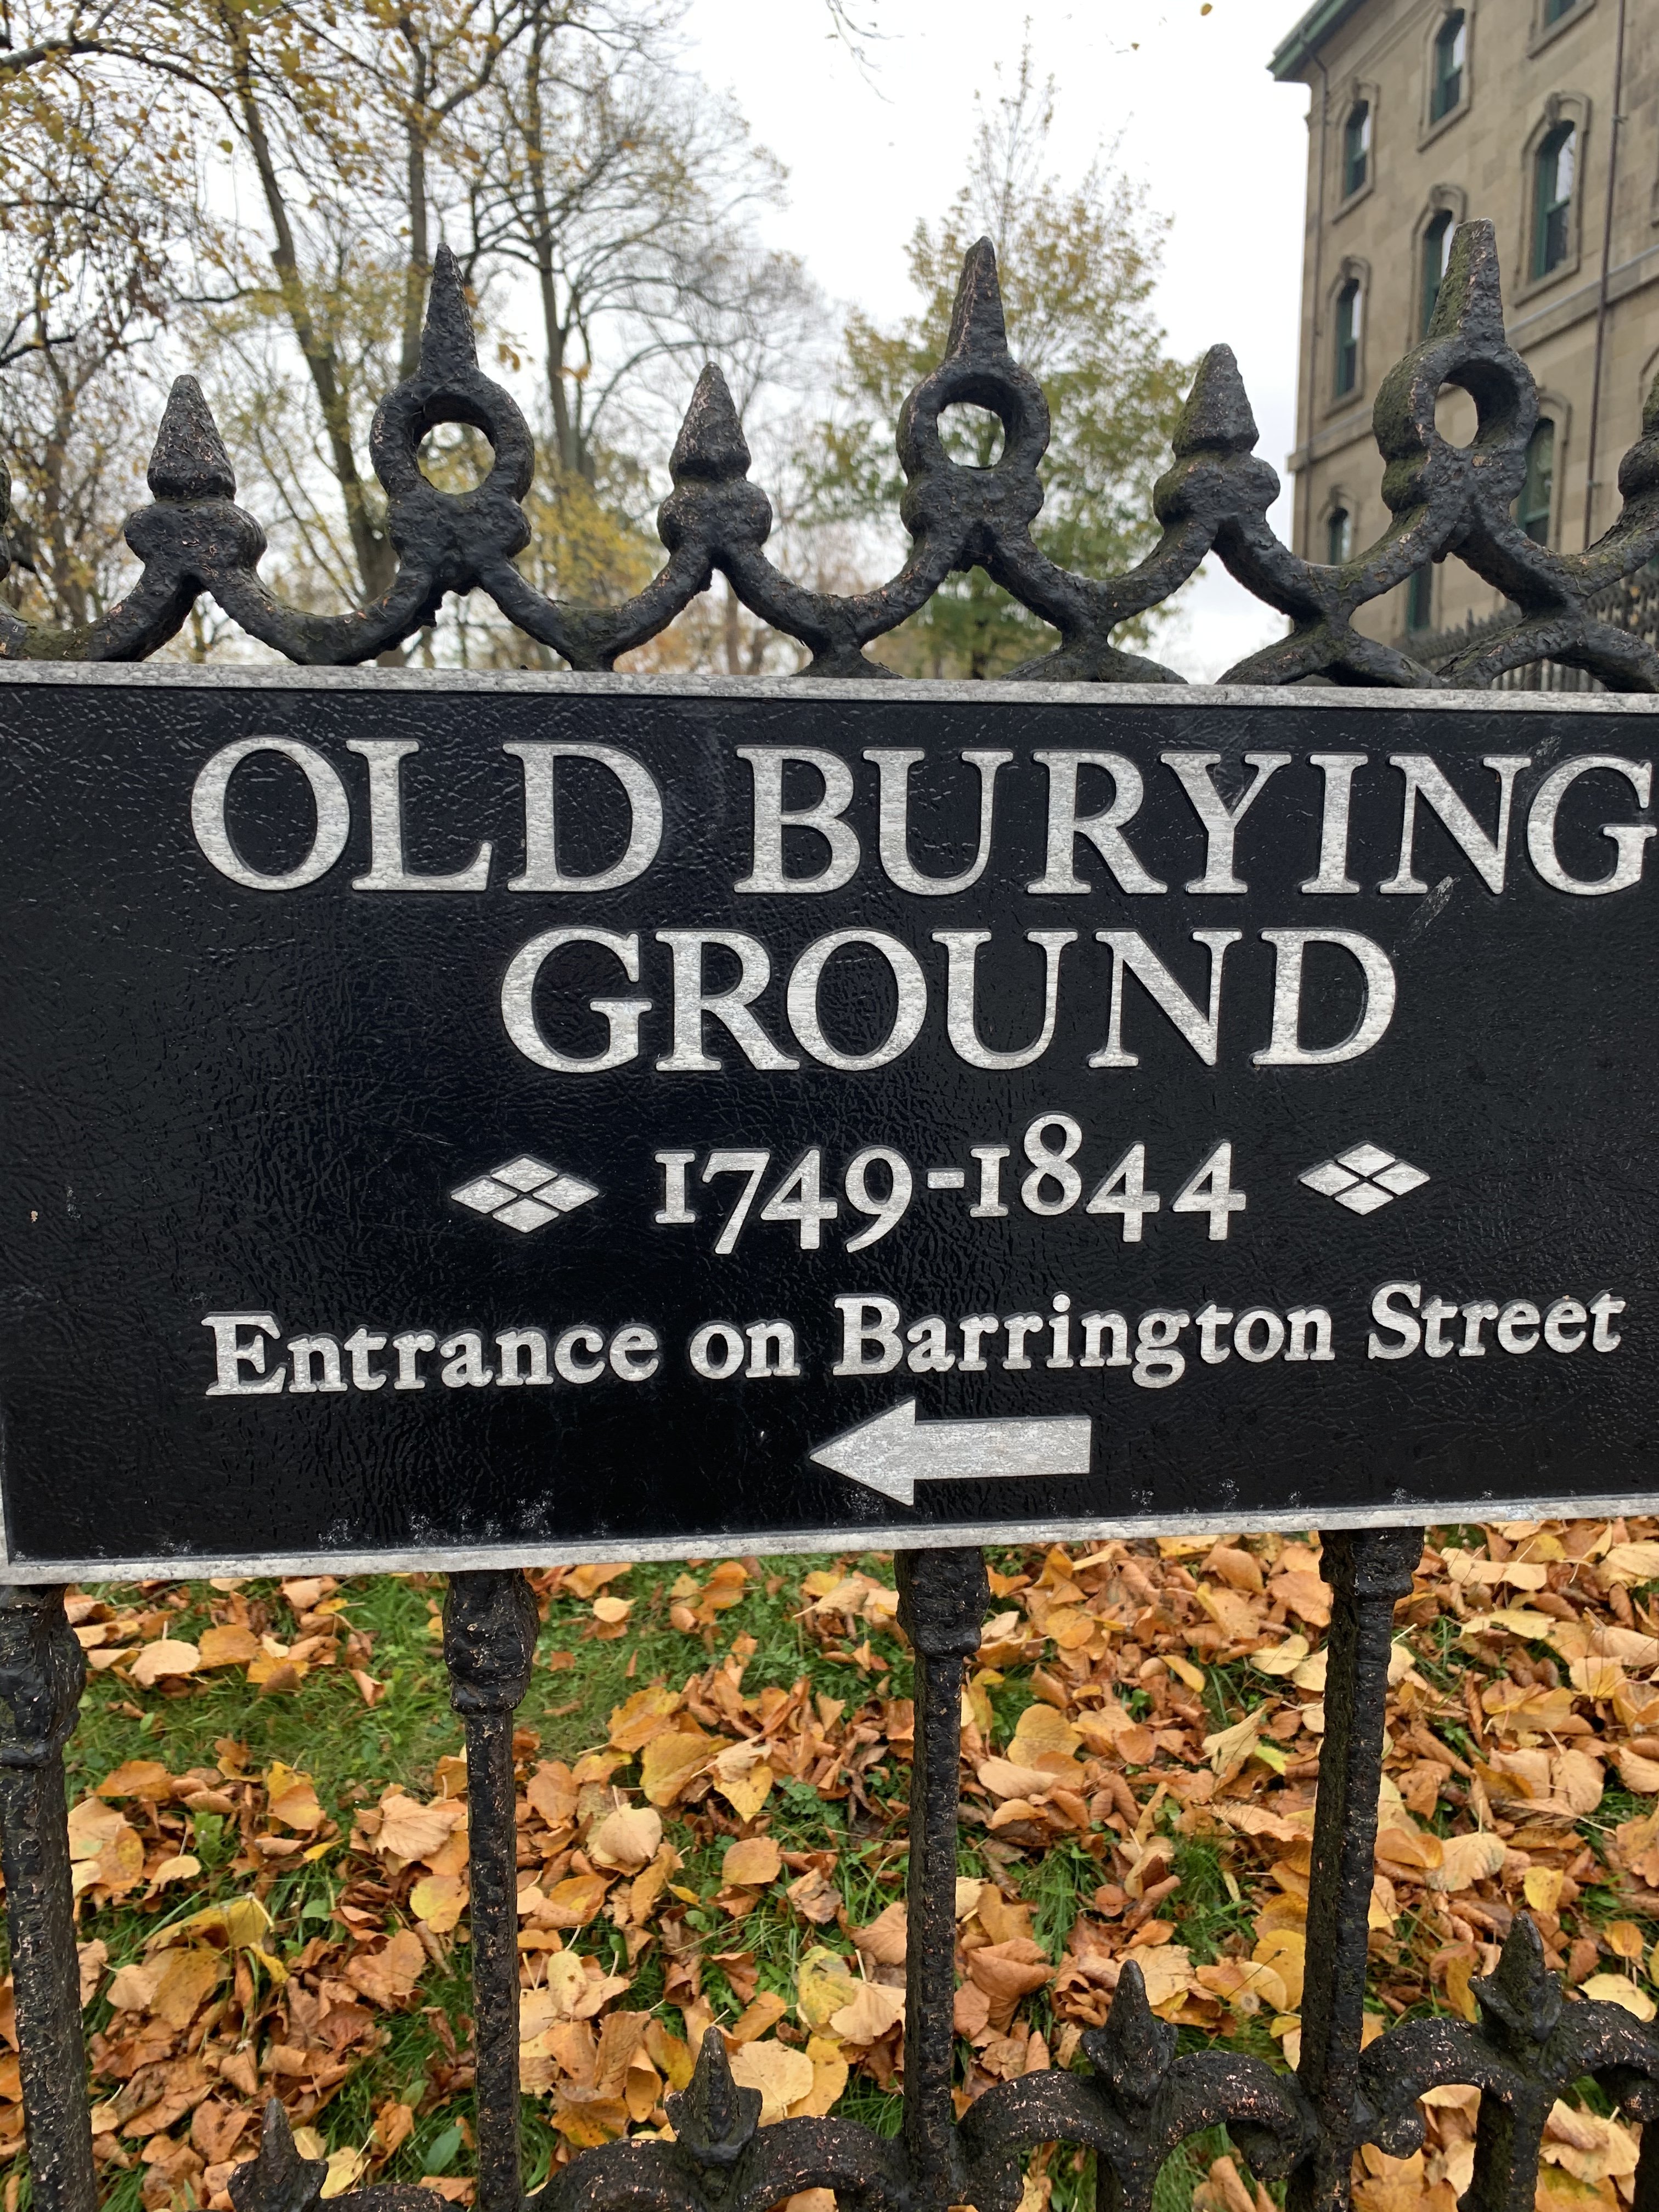 OLD BURYING
GROUND
1749-1844
Entrance on Barrington Street